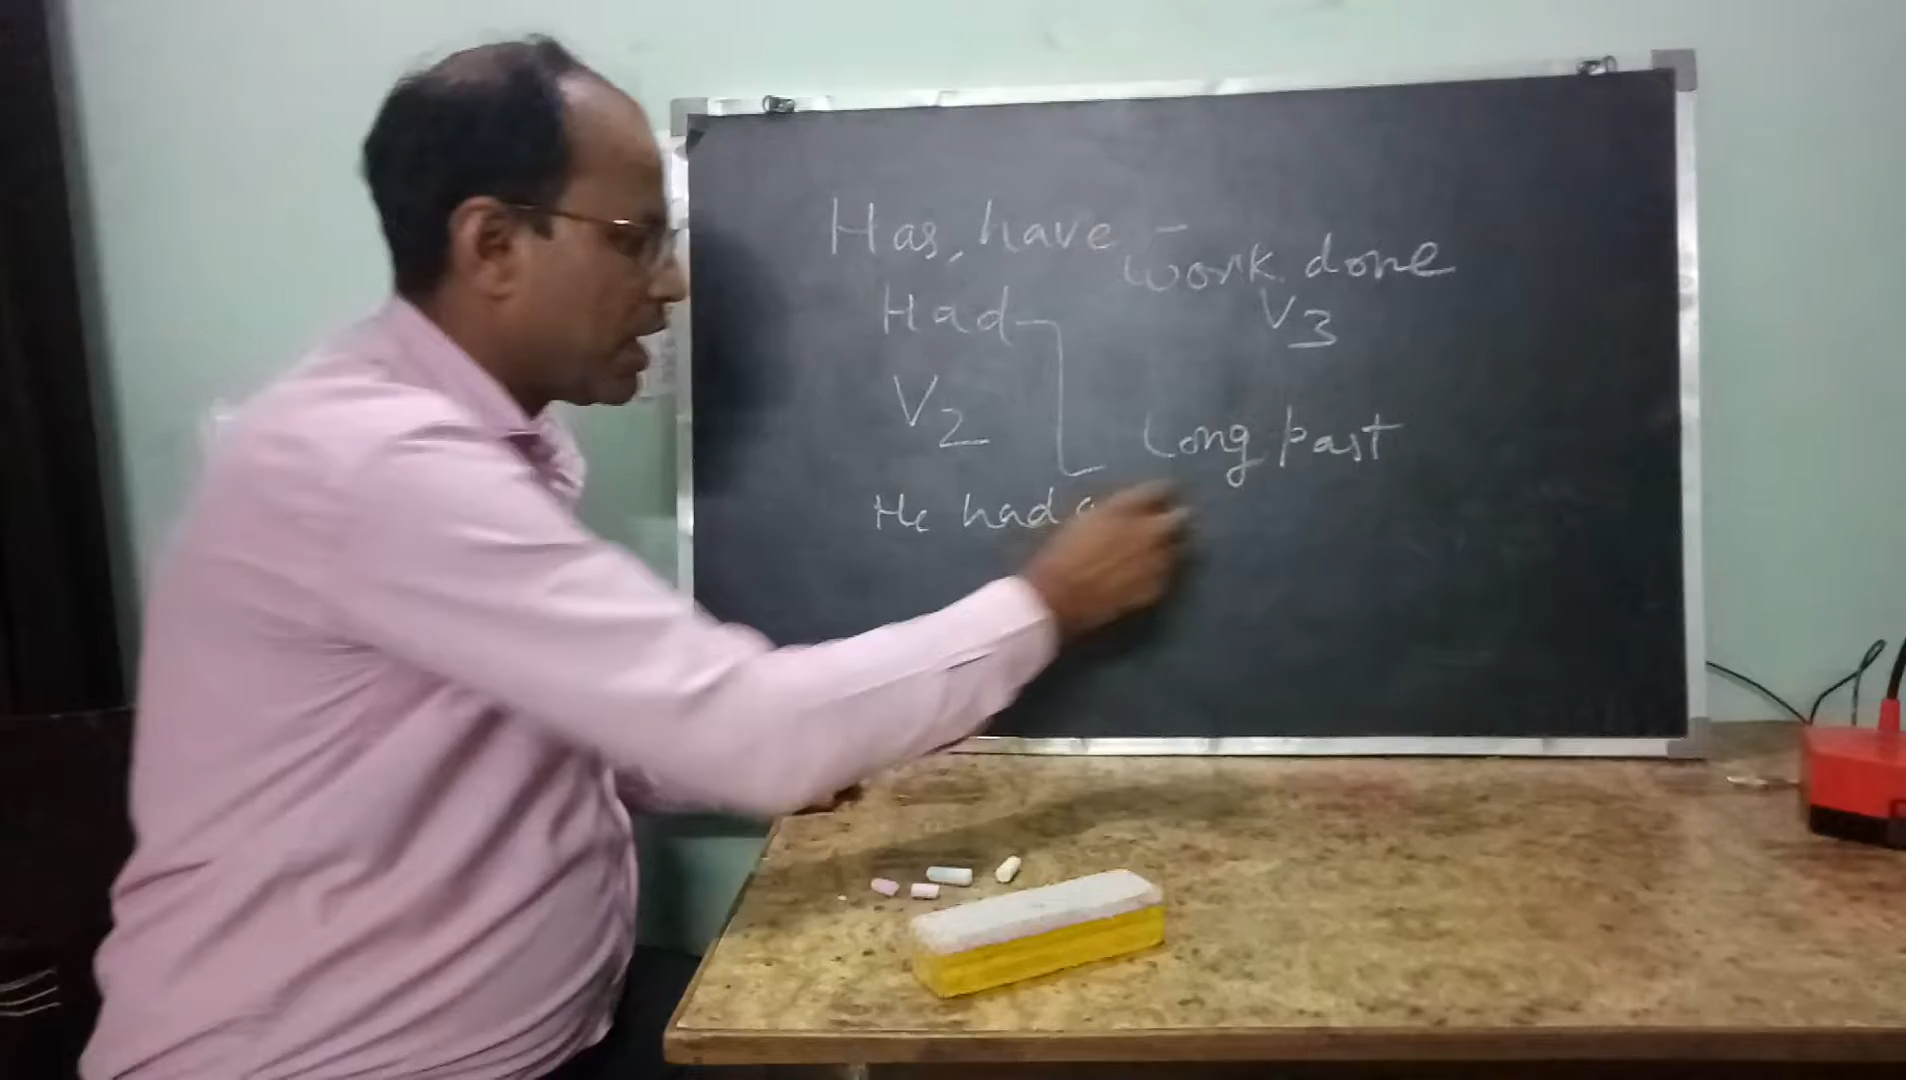 Has, have -
work done
Had
V3
V2
Long past
He had